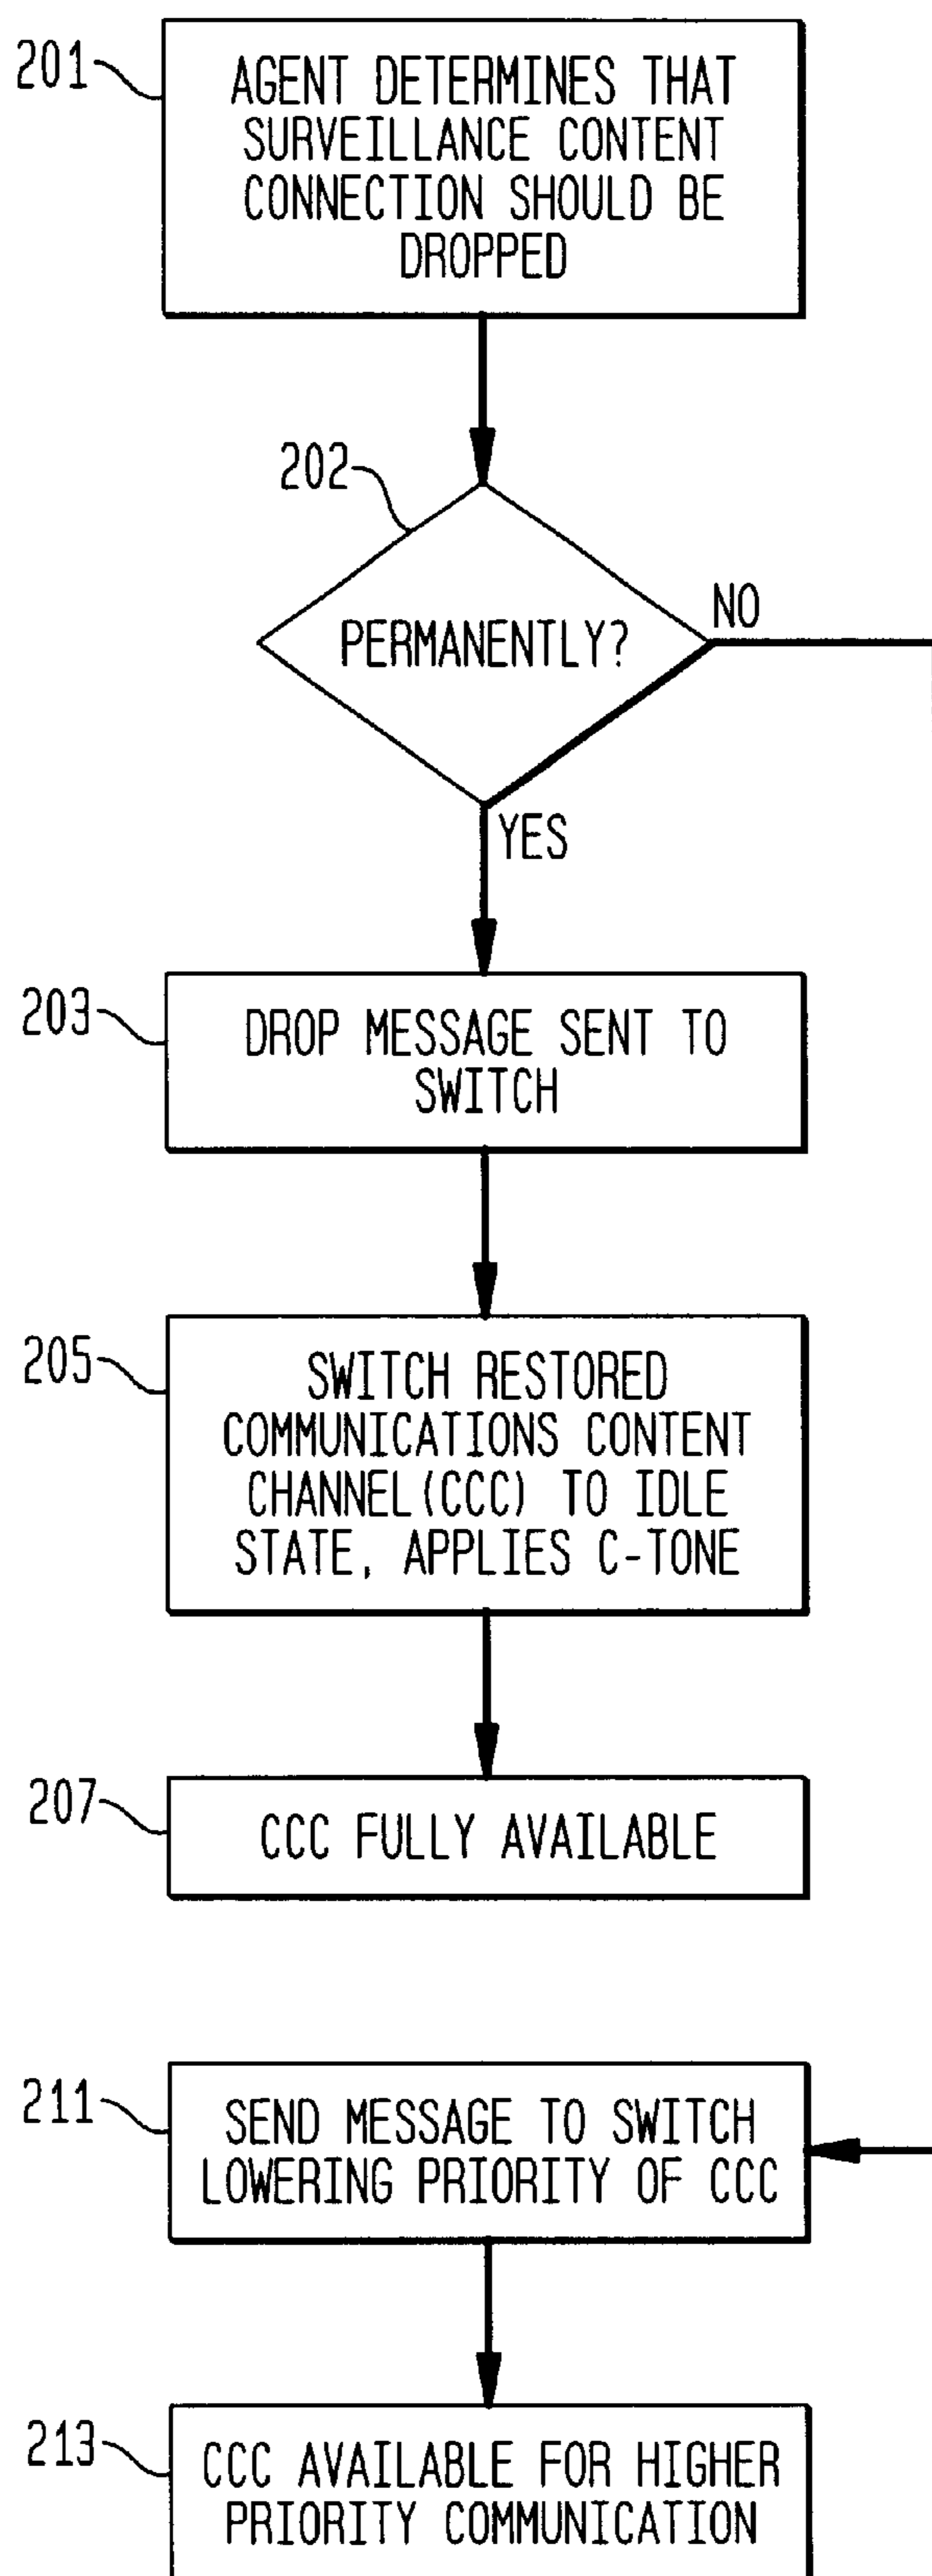 201
AGENT DETERMINES THAT
SURVEILLANCE CONTENT
CONNECTION SHOULD BE
DROPPED
202
PERMANENTLY?
NO
YES
203
DROP MESSAGE SENT TO
SWITCH
205
SWITCH RESTORED
COMMUNICATIONS CONTENT
CHANNEL(CCC) TO IDLE
STATE, APPLIES C-TONE
207
CCC FULLY AVAILABLE
211
SEND MESSAGE TO SWITCH
LOWERING PRIORITY OF CCC
213
CCC AVAILABLE FOR HIGHER
PRIORITY COMMUNICATION